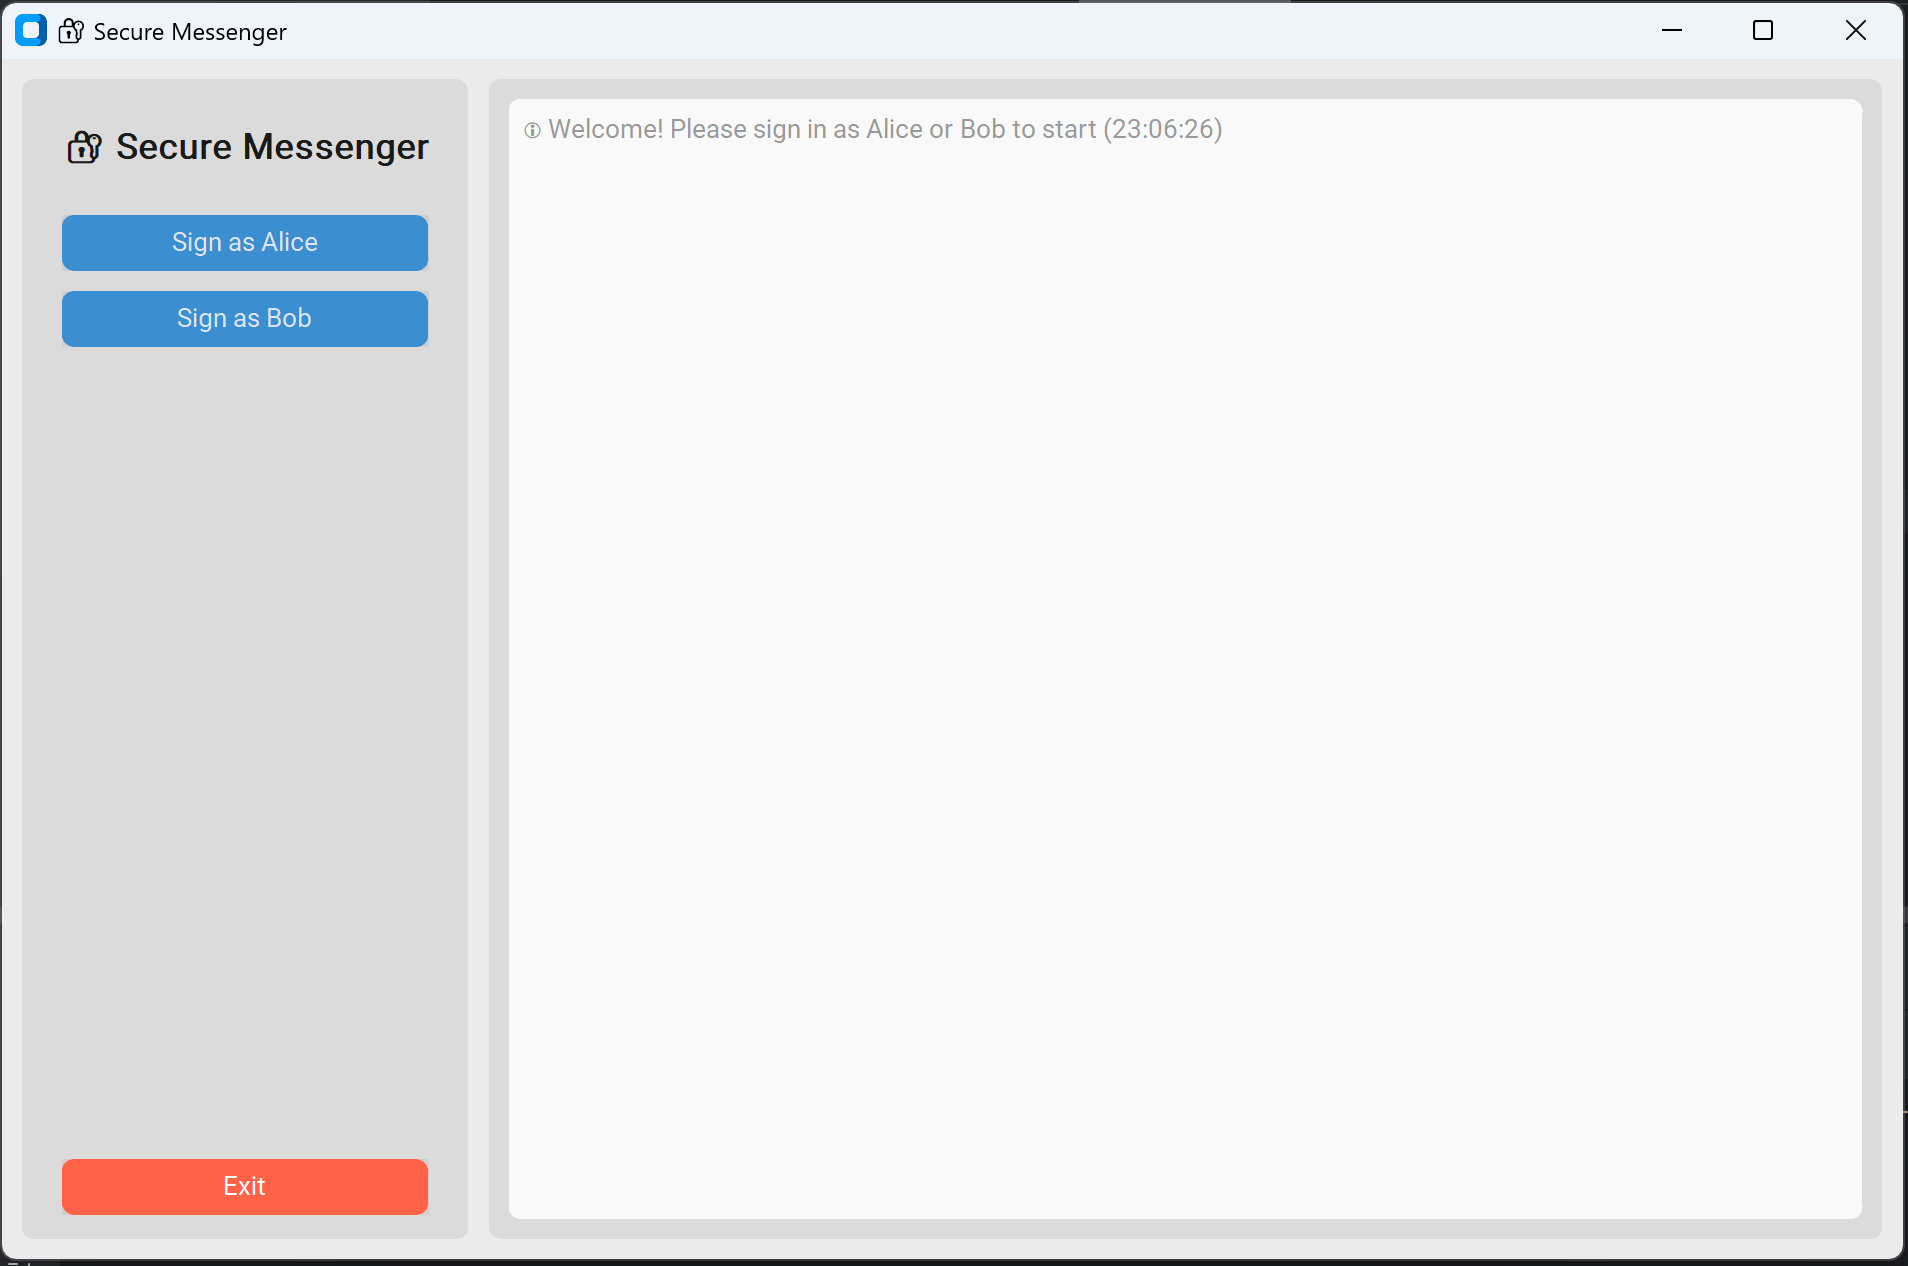 🔐 Secure Messenger
🔐 Secure Messenger
Sign as Alice
Sign as Bob
Exit
ⓘ Welcome! Please sign in as Alice or Bob to start (23:06:26)